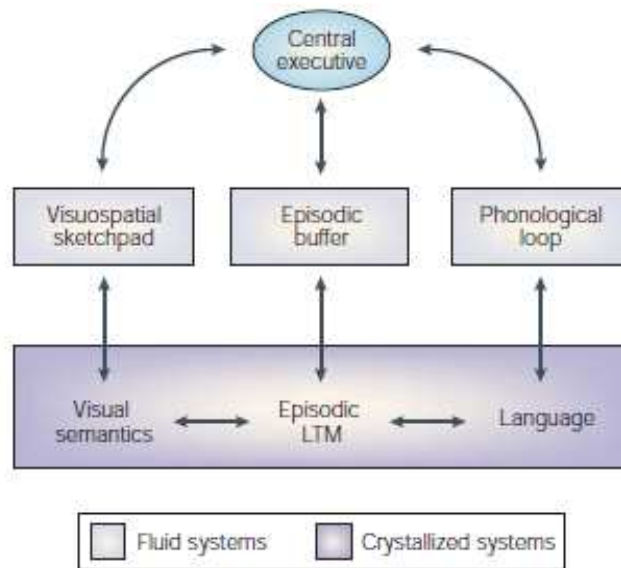 Central
executive
Visuospatial
sketchpad
Episodic
buffer
Phonological
loop
Visual
semantics
Episodic
LTM
Language
Fluid systems
Crystallized systems